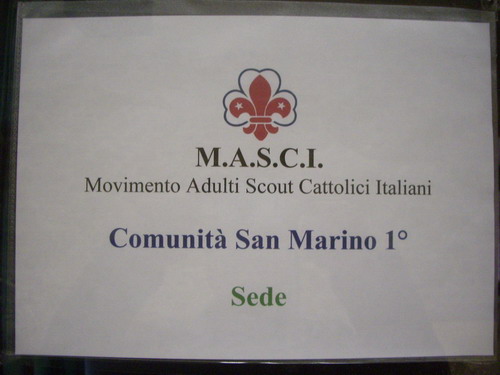 M.A.S.C.I.
Movimento Adulti Scout Cattolici Italiani
Comunità San Marino 1°
Sede